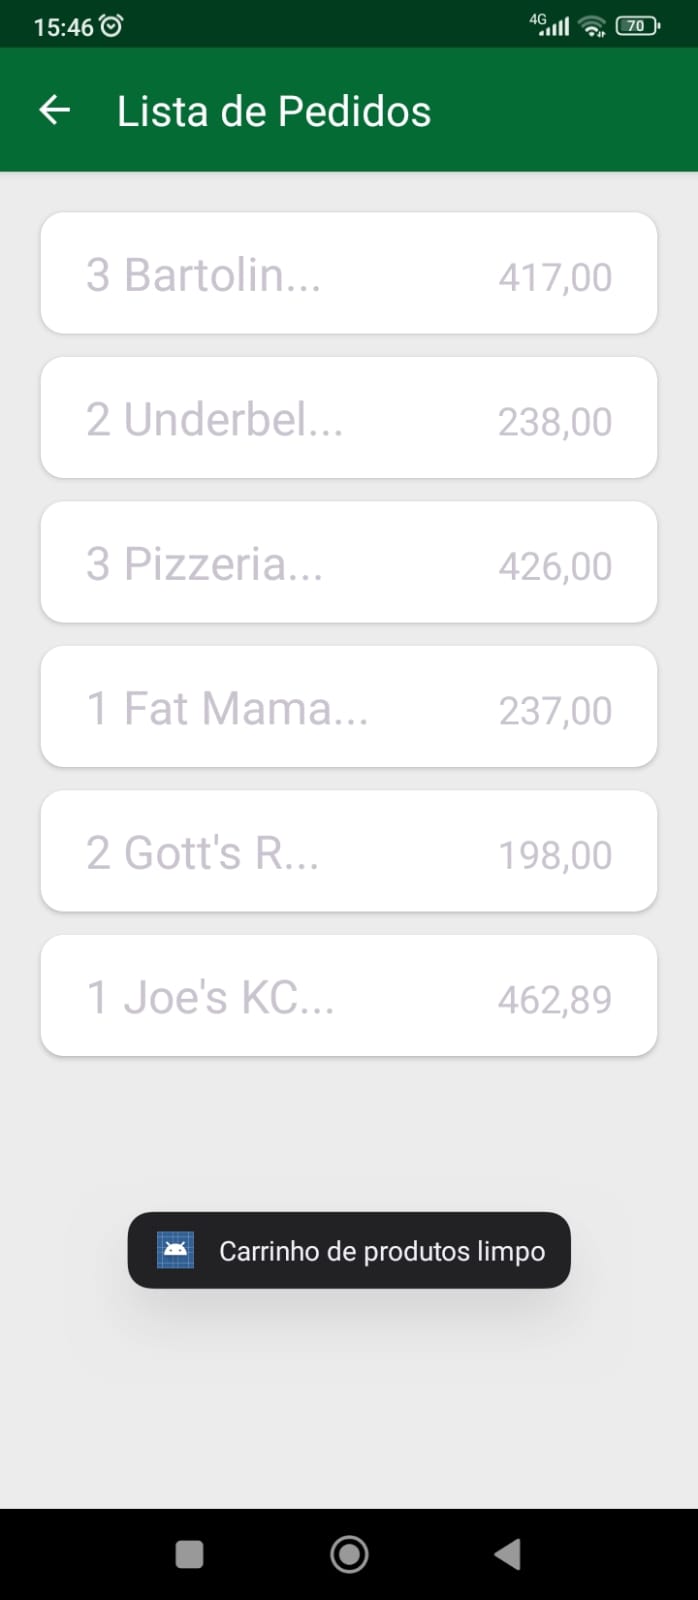 15:46 4G 70
Lista de Pedidos
3 Bartolin... 417,00
2 Underbel... 238,00
3 Pizzeria... 426,00
1 Fat Mama... 237,00
2 Gott's R... 198,00
1 Joe's KC... 462,89
Carrinho de produtos limpo